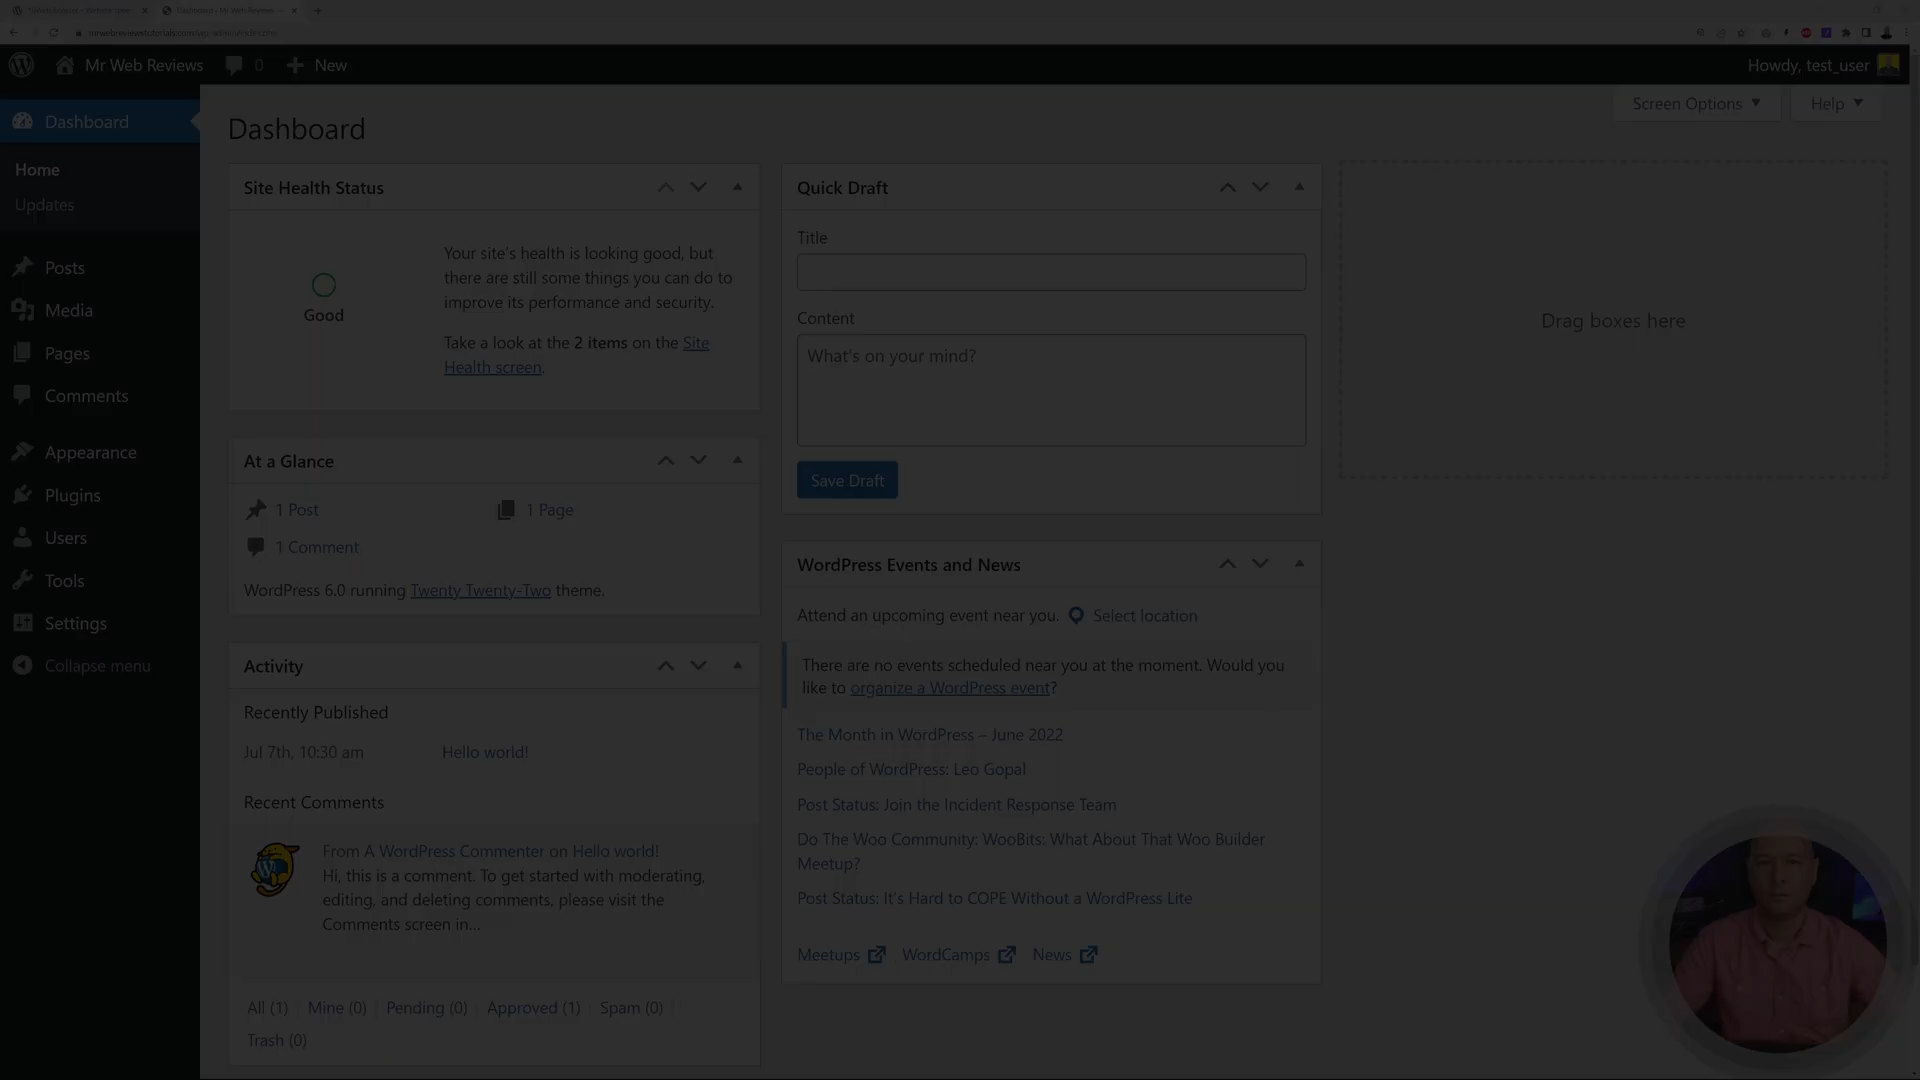 Mr Web Reviews
0
New
Howdy, test_user
Screen Options
Help
Dashboard
Home
Updates
Posts
Media
Pages
Comments
Appearance
Plugins
Users
Tools
Settings
Collapse menu
Dashboard
Site Health Status
Good
Your site's health is looking good, but
there are still some things you can do to
improve its performance and security.
Take a look at the 2 items on the Site
Health screen.
At a Glance
1 Post
1 Page
1 Comment
WordPress 6.0 running Twenty Twenty-Two theme.
Activity
Recently Published
Jul 7th, 10:30 am
Hello world!
Recent Comments
From A WordPress Commenter on Hello world!
Hi, this is a comment. To get started with moderating,
editing, and deleting comments, please visit the
Comments screen in...
All (1) | Mine (0) | Pending (0) | Approved (1) | Spam (0) |
Trash (0)
Quick Draft
Title
Content
What's on your mind?
Save Draft
WordPress Events and News
Attend an upcoming event near you.
Select location
There are no events scheduled near you at the moment. Would you
like to organize a WordPress event?
The Month in WordPress – June 2022
People of WordPress: Leo Gopal
Post Status: Join the Incident Response Team
Do The Woo Community: WooBits: What About That Woo Builder
Meetup?
Post Status: It's Hard to COPE Without a WordPress Lite
Meetups
WordCamps
News
Drag boxes here